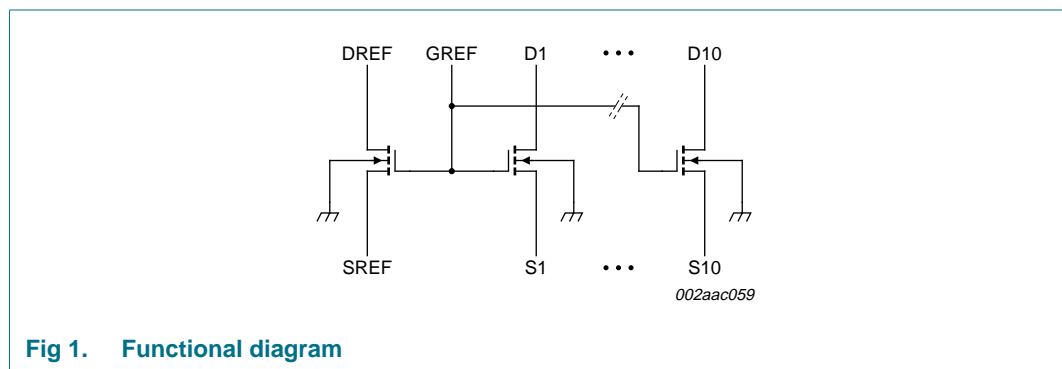 DREF GREF D1 ••• D10
SREF S1 ••• S10
002aac059
Fig 1. Functional diagram